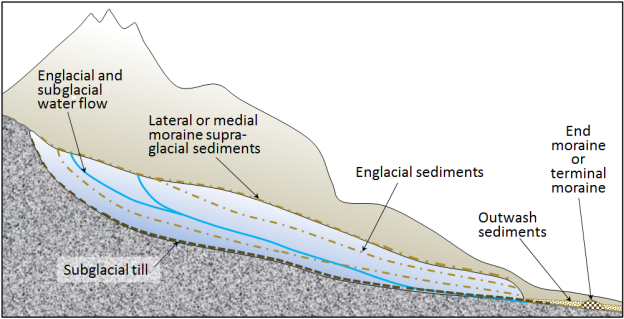 Englacial and
subglacial
water flow
Lateral or medial
moraine supra-
glacial sediments
End
moraine
or
terminal
moraine
Englacial sediments
Outwash
sediments
Subglacial till